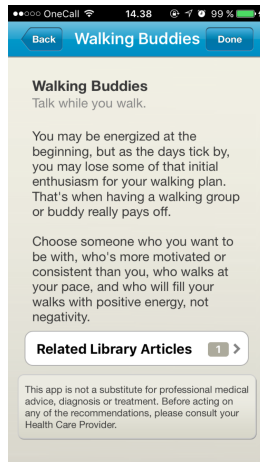 OneCall 14.38 99 %
Back Walking Buddies Done
Walking Buddies
Talk while you walk.
You may be energized at the
beginning, but as the days tick by,
you may lose some of that initial
enthusiasm for your walking plan.
That's when having a walking group
or buddy really pays off.
Choose someone who you want to
be with, who's more motivated or
consistent than you, who walks at
your pace, and who will fill your
walks with positive energy, not
negativity.
Related Library Articles 1
This app is not a substitute for professional medical
advice, diagnosis or treatment. Before acting on
any of the recommendations, please consult your
Health Care Provider.